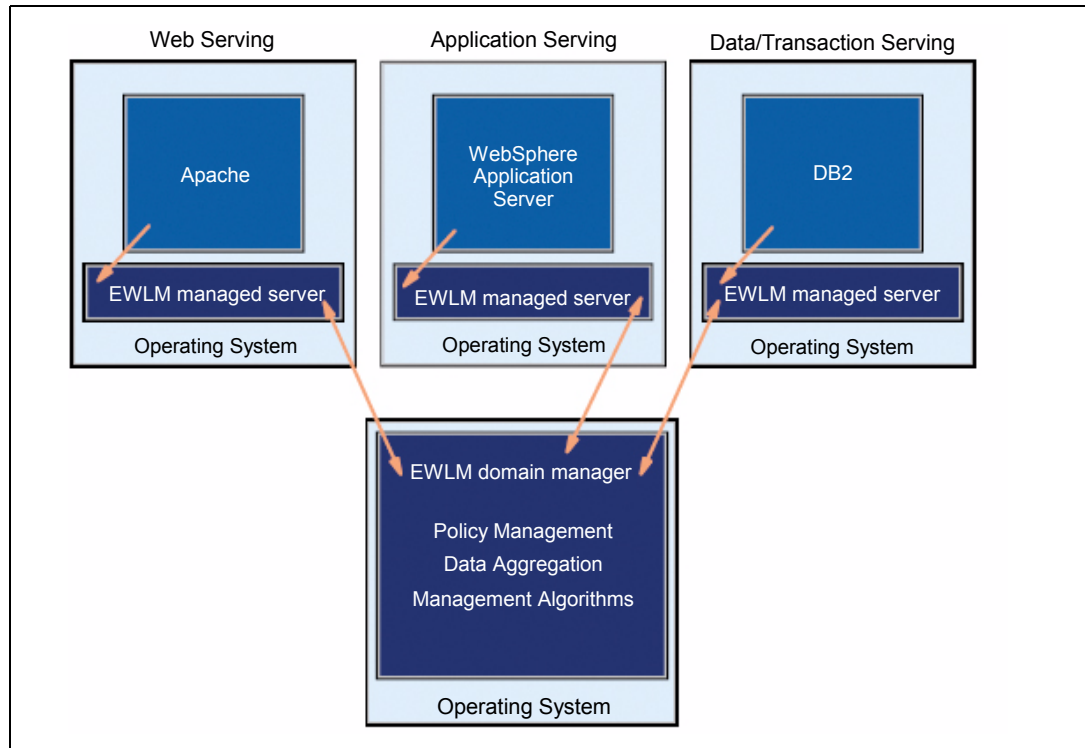 Web Serving
Application Serving
Data/Transaction Serving
Apache
WebSphere
Application
Server
DB2
EWLM managed server
EWLM managed server
EWLM managed server
Operating System
Operating System
Operating System
EWLM domain manager
Policy Management
Data Aggregation
Management Algorithms
Operating System